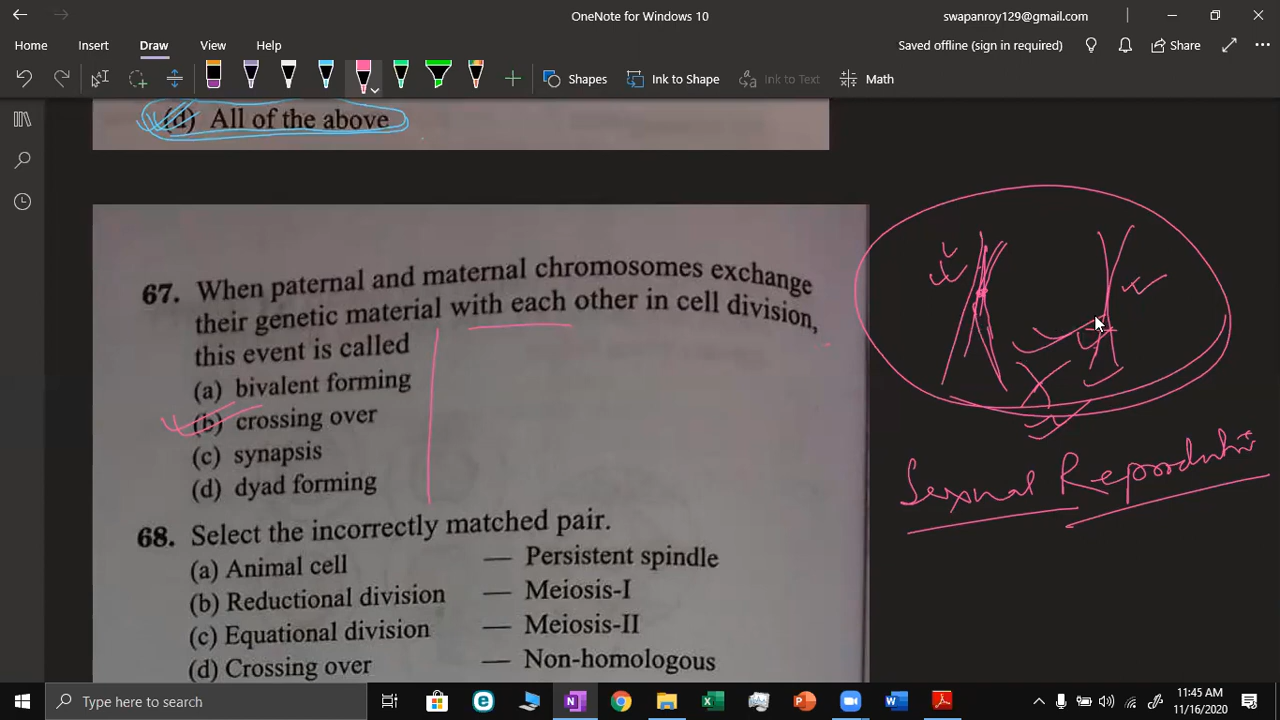 OneNote for Windows 10
swapanroy129@gmail.com
Home Insert Draw View Help
Saved offline (sign in required)
Share
Shapes
Ink to Shape
Ink to Text
Math
(d) All of the above
67. When paternal and maternal chromosomes exchange
their genetic material with each other in cell division,
this event is called
(a) bivalent forming
(b) crossing over
(c) synapsis
(d) dyad forming
Sexual Reproduction
68. Select the incorrectly matched pair.
(a) Animal cell — Persistent spindle
(b) Reductional division — Meiosis-I
(c) Equational division — Meiosis-II
(d) Crossing over — Non-homologous
Type here to search
11:45 AM
11/16/2020